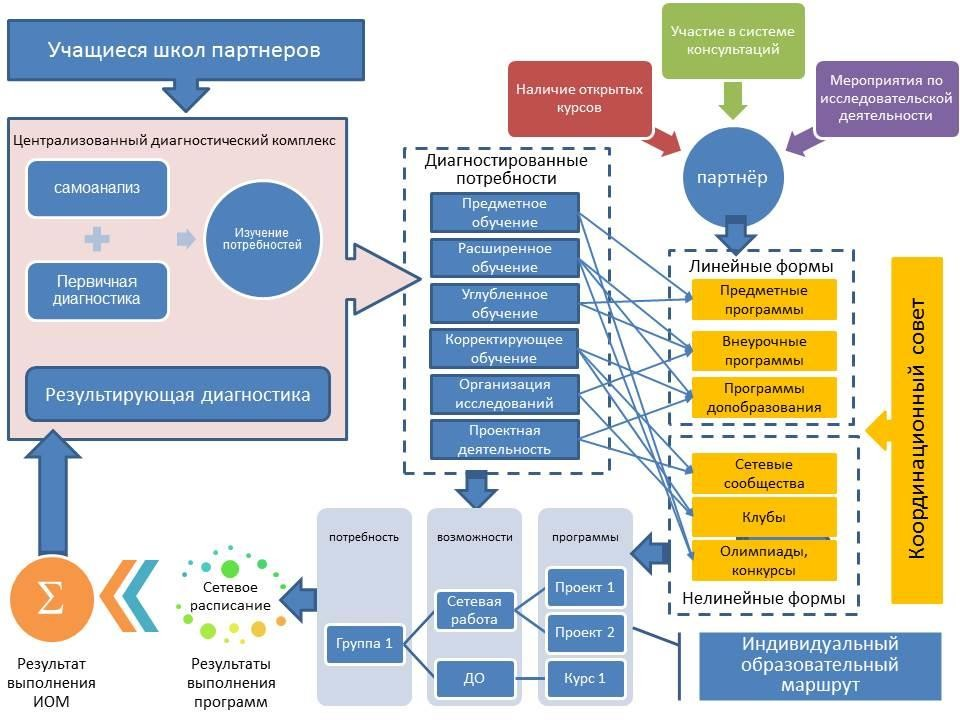 Учащиеся школ партнеров
Централизованный диагностический комплекс
самоанализ
Первичная
диагностика
Изучение
потребностей
Результирующая диагностика
Диагностированные
потребности
Предметное
обучение
Расширенное
обучение
Углубленное
обучение
Корректирующее
обучение
Организация
исследований
Проектная
деятельность
Наличие открытых
курсов
Участие в системе
консультаций
Мероприятия по
исследовательской
деятельности
партнёр
Линейные формы
Предметные
программы
Внеурочные
программы
Программы
допобразования
Сетевые
сообщества
Клубы
Олимпиады,
конкурсы
Нелинейные формы
Координационный совет
потребность
возможности
программы
Группа 1
Сетевая
работа
ДО
Проект 1
Проект 2
Курс 1
Индивидуальный
образовательный
маршрут
Сетевое
расписание
Результаты
выполнения
программ
Σ
Результат
выполнения
ИОМ